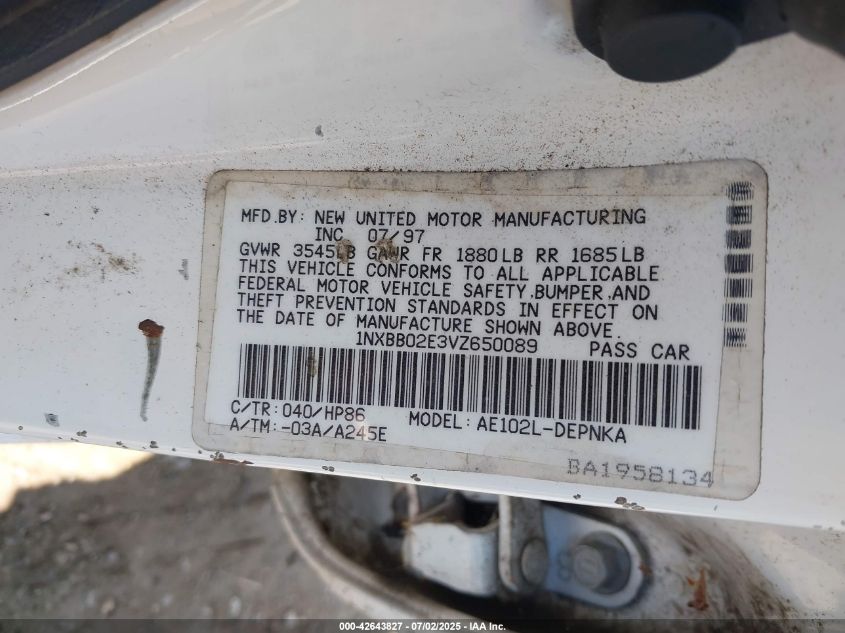 MFD.BY: NEW UNITED MOTOR MANUFACTURING
INC 07/97
GVWR 3545LB GAWR FR 1880LB RR 1685LB
THIS VEHICLE CONFORMS TO ALL APPLICABLE
FEDERAL MOTOR VEHICLE SAFETY,BUMPER,AND
THEFT PREVENTION STANDARDS IN EFFECT ON
THE DATE OF MANUFACTURE SHOWN ABOVE.
1NXBB02E3VZ650089 PASS CAR
C/TR: 040/HP86 MODEL: AE102L-DEPNKA
A/TM: -03A/A245E
BA1958134
000-42643827 | 07/02/2025 - © IAA Inc.